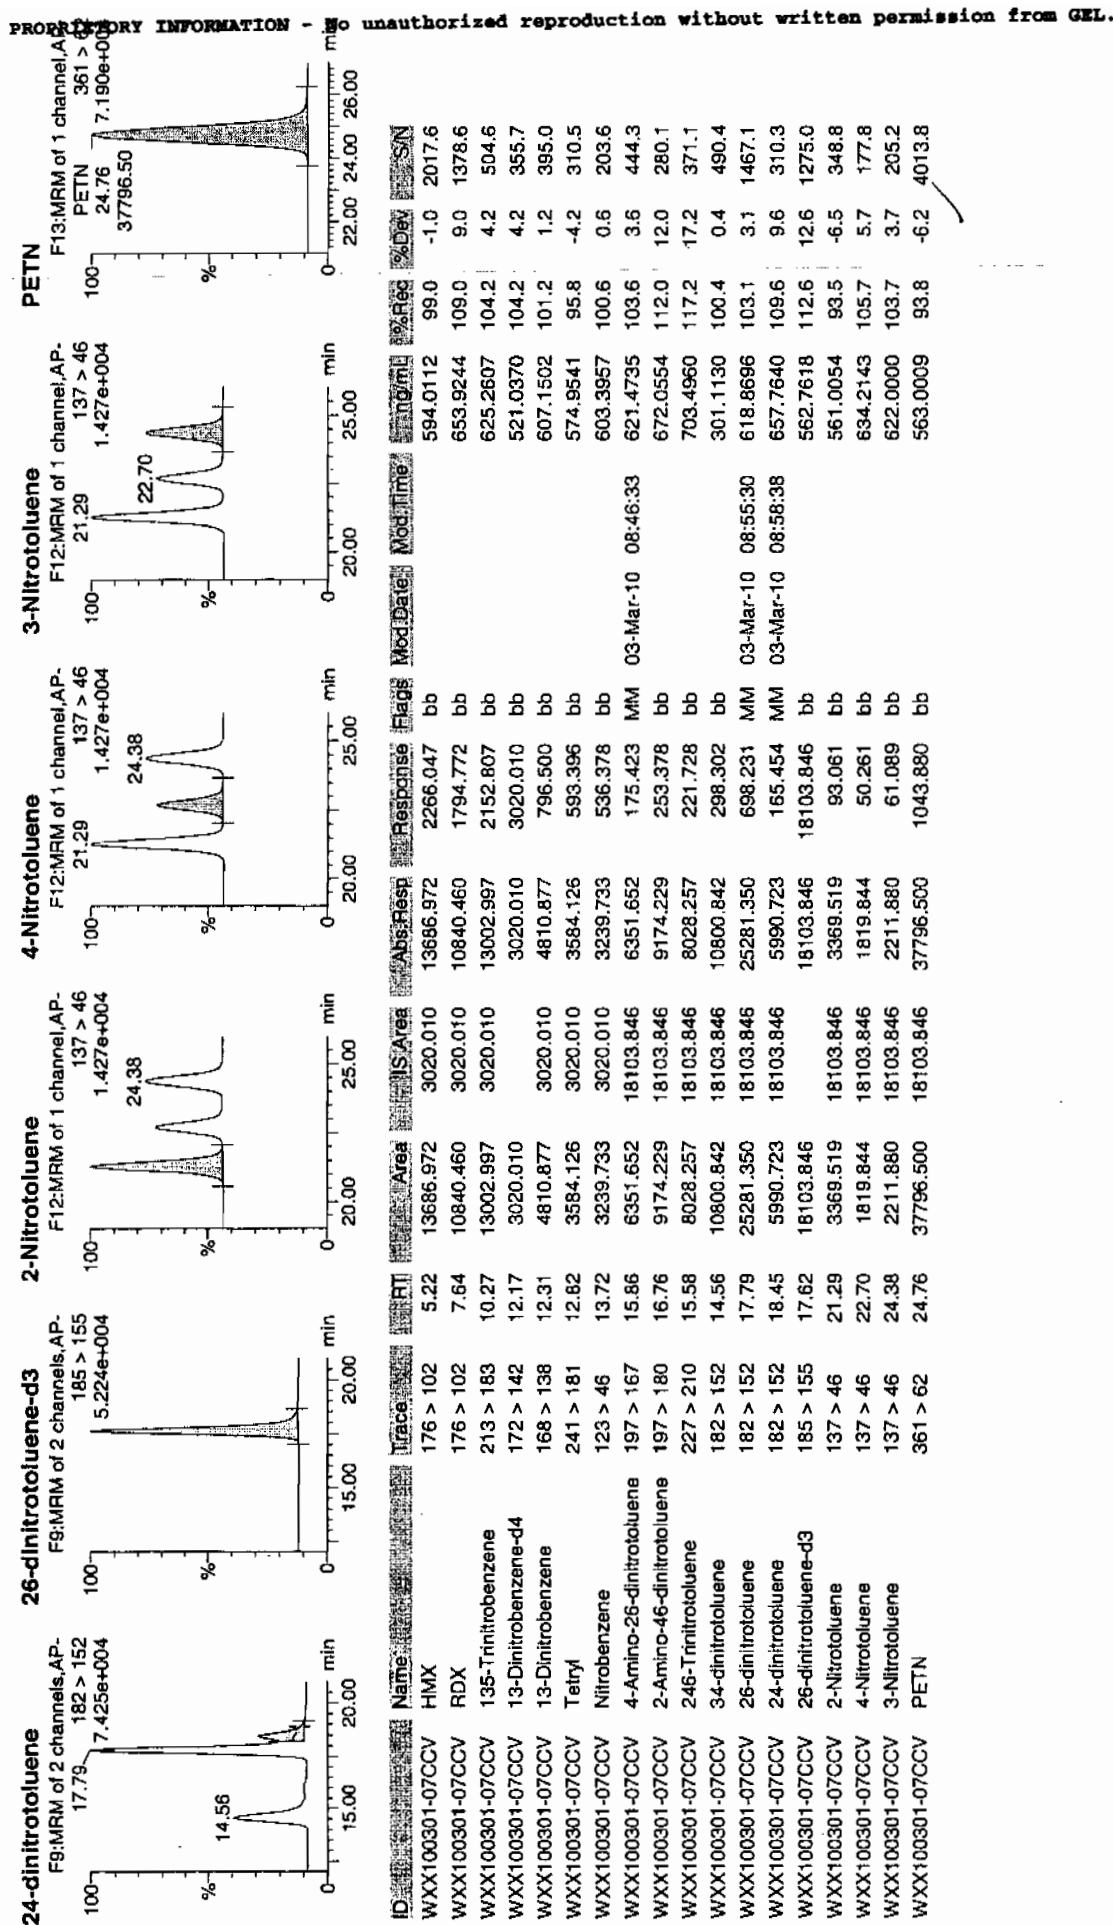 PROPRIETORY INFORMATION - No unauthorized reproduction without written permission from GEL.
24-dinitrotoluene
F9:MRM of 2 channels,AP-
182 > 152
7.425e+004
17.79
14.56
100
%
0
15.00 20.00 min
26-dinitrotoluene-d3
F9:MRM of 2 channels,AP-
185 > 155
5.224e+004
100
%
0
15.00 20.00 min
2-Nitrotoluene
F12:MRM of 1 channel,AP-
137 > 46
1.427e+004
24.38
100
%
0
20.00 25.00 min
4-Nitrotoluene
F12:MRM of 1 channel,AP-
21.29 137 > 46
1.427e+004
24.38
100
%
0
20.00 25.00 min
3-Nitrotoluene
F12:MRM of 1 channel,AP-
21.29 137 > 46
1.427e+004
22.70
100
%
0
20.00 25.00 min
PETN
F13:MRM of 1 channel,A
PETN 361 >
24.76 7.190e+00
37796.50
100
%
0
22.00 24.00 26.00 min
ID Name Trace RT Area IS Area Abs.Resp Response Flags Mod.Date Mod.Time ng/mL %Rec %Dev S/N
WXX100301-07CCV HMX 176 > 102 5.22 13686.972 3020.010 13686.972 2266.047 bb 594.0112 99.0 -1.0 2017.6
WXX100301-07CCV RDX 176 > 102 7.64 10840.460 3020.010 10840.460 1794.772 bb 653.9244 109.0 9.0 1378.6
WXX100301-07CCV 135-Trinitrobenzene 213 > 183 10.27 13002.997 3020.010 13002.997 2152.807 bb 625.2607 104.2 4.2 504.6
WXX100301-07CCV 13-Dinitrobenzene-d4 172 > 142 12.17 3020.010 3020.010 3020.010 bb 521.0370 104.2 4.2 355.7
WXX100301-07CCV 13-Dinitrobenzene 168 > 138 12.31 4810.877 3020.010 4810.877 796.500 bb 607.1502 101.2 1.2 395.0
WXX100301-07CCV Tetryl 241 > 181 12.82 3584.126 3020.010 3584.126 593.396 bb 574.9541 95.8 -4.2 310.5
WXX100301-07CCV Nitrobenzene 123 > 46 13.72 3239.733 3020.010 3239.733 536.378 bb 603.3957 100.6 0.6 203.6
WXX100301-07CCV 4-Amino-26-dinitrotoluene 197 > 167 15.86 6351.652 18103.846 6351.652 175.423 MM 03-Mar-10 08:46:33 621.4735 103.6 3.6 444.3
WXX100301-07CCV 2-Amino-46-dinitrotoluene 197 > 180 16.76 9174.229 18103.846 9174.229 253.378 bb 672.0554 112.0 12.0 280.1
WXX100301-07CCV 246-Trinitrotoluene 227 > 210 15.58 8028.257 18103.846 8028.257 221.728 bb 703.4960 117.2 17.2 371.1
WXX100301-07CCV 34-dinitrotoluene 182 > 152 14.56 10800.842 18103.846 10800.842 298.302 bb 301.1130 100.4 0.4 490.4
WXX100301-07CCV 26-dinitrotoluene 182 > 152 17.79 25281.350 18103.846 25281.350 698.231 MM 03-Mar-10 08:55:30 618.8696 103.1 3.1 1467.1
WXX100301-07CCV 24-dinitrotoluene 182 > 152 18.45 5990.723 18103.846 5990.723 165.454 MM 03-Mar-10 08:58:38 657.7640 109.6 9.6 310.3
WXX100301-07CCV 26-dinitrotoluene-d3 185 > 155 17.62 18103.846 18103.846 18103.846 bb 562.7618 112.6 12.6 1275.0
WXX100301-07CCV 2-Nitrotoluene 137 > 46 21.29 3369.519 18103.846 3369.519 93.061 bb 561.0054 93.5 -6.5 348.8
WXX100301-07CCV 4-Nitrotoluene 137 > 46 22.70 1819.844 18103.846 1819.844 50.261 bb 634.2143 105.7 5.7 177.8
WXX100301-07CCV 3-Nitrotoluene 137 > 46 24.38 2211.880 18103.846 2211.880 61.089 bb 622.0000 103.7 3.7 205.2
WXX100301-07CCV PETN 361 > 62 24.76 37796.500 18103.846 37796.500 1043.880 bb 563.0009 93.8 -6.2 4013.8